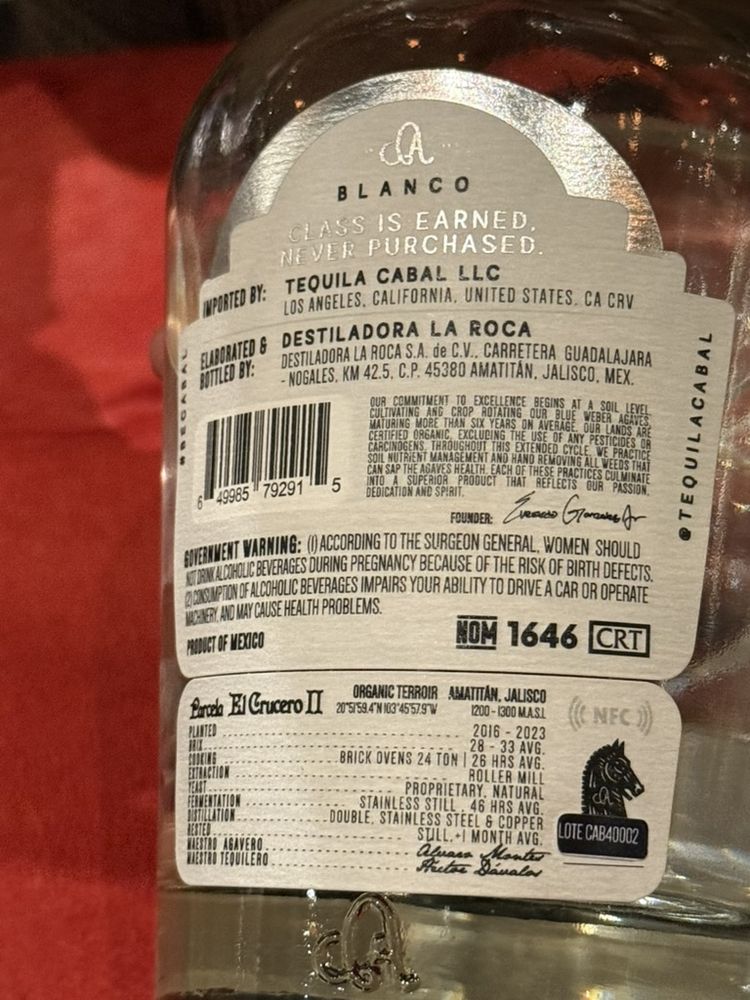 BLANCO
CLASS IS EARNED,
NEVER PURCHASED.
IMPORTED BY: TEQUILA CABAL LLC
LOS ANGELES, CALIFORNIA, UNITED STATES. CA CRV
ELABORATED & BOTTLED BY: DESTILADORA LA ROCA
DESTILADORA LA ROCA S.A. de C.V., CARRETERA GUADALAJARA
- NOGALES, KM 42.5, C.P. 45380 AMATITÁN, JALISCO, MEX.
OUR COMMITMENT TO EXCELLENCE BEGINS AT A SOIL LEVEL
CULTIVATING AND CROP ROTATING OUR BLUE WEBER AGAVES,
MATURING MORE THAN SIX YEARS ON AVERAGE. OUR LANDS ARE
CERTIFIED ORGANIC, EXCLUDING THE USE OF ANY PESTICIDES OR
CARCINOGENS. THROUGHOUT THIS EXTENDED CYCLE, WE PRACTICE
SOIL NUTRIENT MANAGEMENT AND HAND REMOVING ALL WEEDS THAT
CAN SAP THE AGAVES HEALTH. EACH OF THESE PRACTICES CULMINATE
INTO A SUPERIOR PRODUCT THAT REFLECTS OUR PASSION,
DEDICATION AND SPIRIT.
6 49985 79291 5
FOUNDER:
#BECABAL
@TEQUILACABAL
GOVERNMENT WARNING: (1) ACCORDING TO THE SURGEON GENERAL, WOMEN SHOULD
NOT DRINK ALCOHOLIC BEVERAGES DURING PREGNANCY BECAUSE OF THE RISK OF BIRTH DEFECTS.
(2) CONSUMPTION OF ALCOHOLIC BEVERAGES IMPAIRS YOUR ABILITY TO DRIVE A CAR OR OPERATE
MACHINERY, AND MAY CAUSE HEALTH PROBLEMS.
PRODUCT OF MEXICO
NOM 1646 CRT
Parcela El Crucero II ORGANIC TERROIR AMATITÁN, JALISCO
20°51'59.4"N 103°45'57.9"W 1200 - 1300 M.A.S.L
NFC
PLANTED 2016 - 2023
BRIX 28 - 33 AVG.
COOKING BRICK OVENS 24 TON | 26 HRS AVG.
EXTRACTION ROLLER MILL
YEAST PROPRIETARY, NATURAL
FERMENTATION STAINLESS STILL, 46 HRS AVG.
DISTILLATION DOUBLE, STAINLESS STEEL & COPPER
RESTED STILL, +1 MONTH AVG.
MAESTRO AGAVERO Alvaro Montes
MAESTRO TEQUILERO Hector Dávalos
LOTE CAB40002